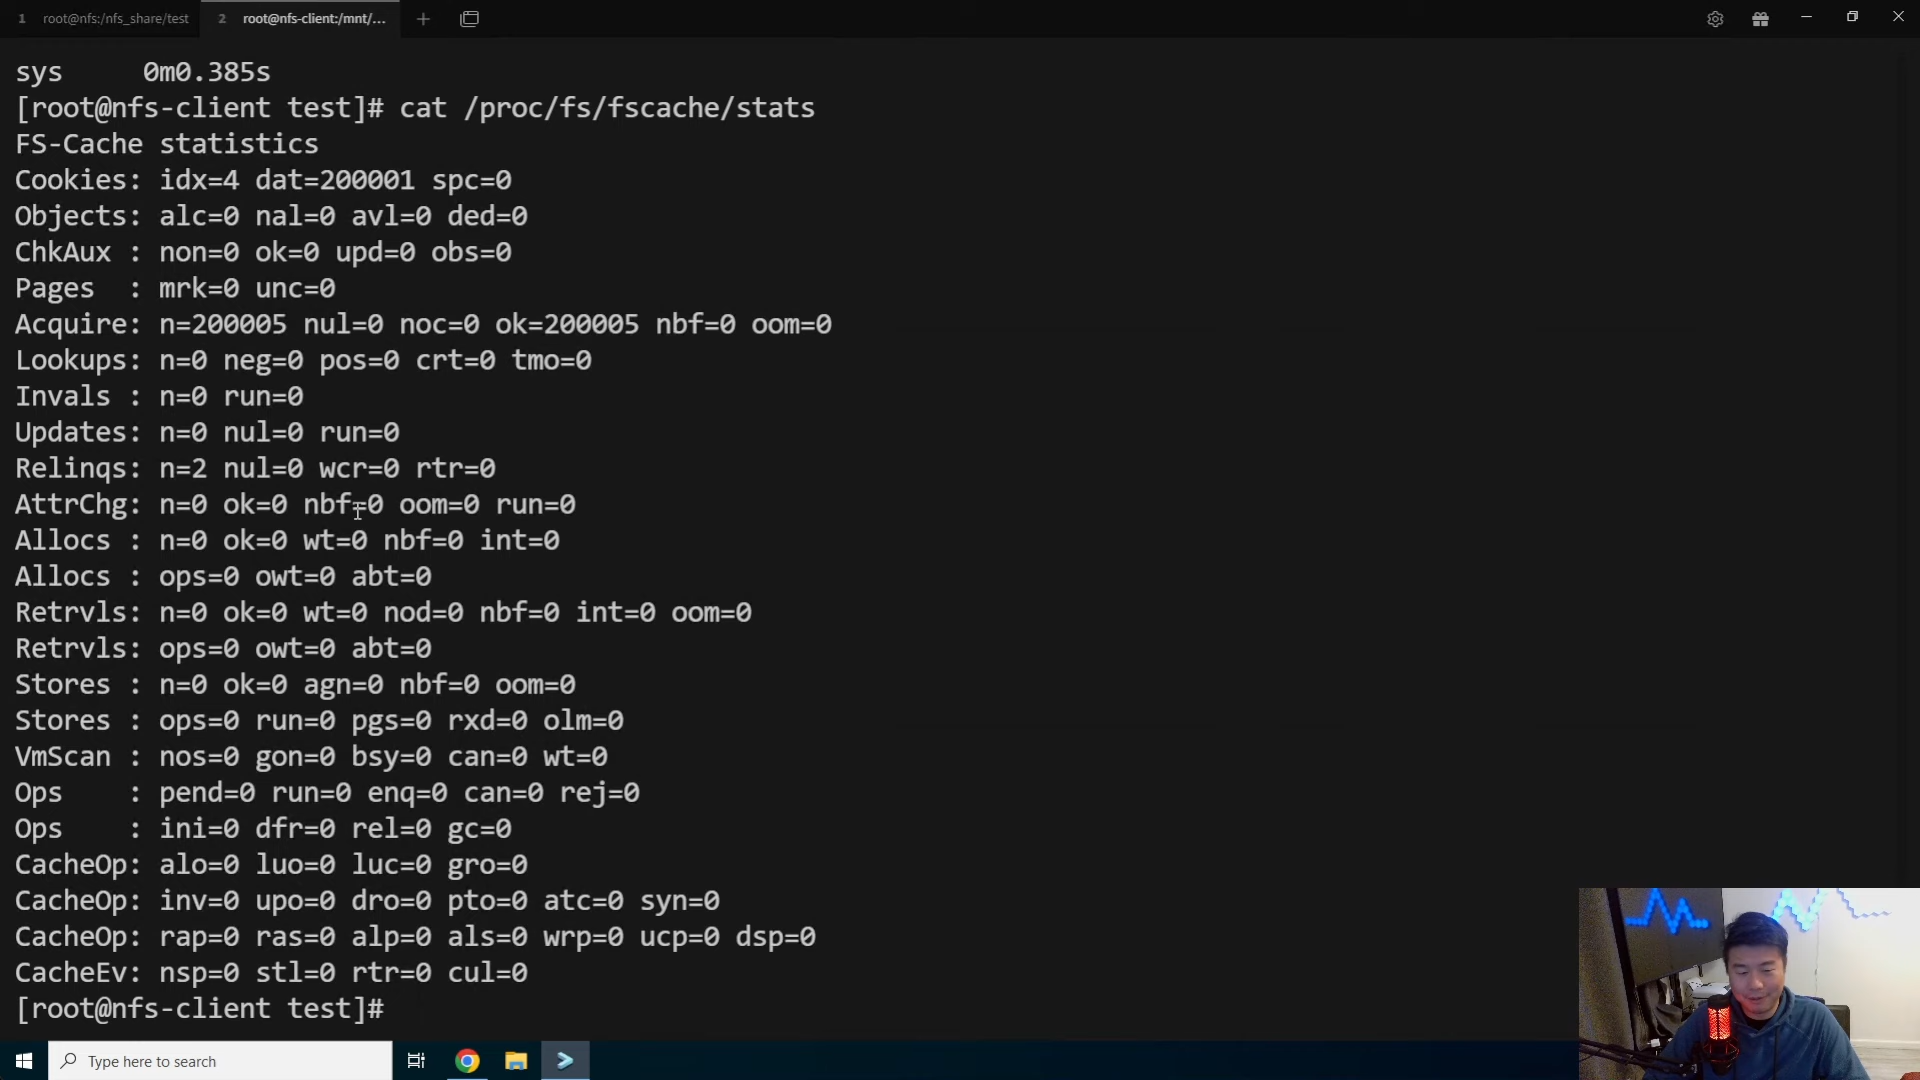 1 root@nfs:/nfs_share/test
2 root@nfs-client:/mnt/...
sys     0m0.385s
[root@nfs-client test]# cat /proc/fs/fscache/stats
FS-Cache statistics
Cookies: idx=4 dat=200001 spc=0
Objects: alc=0 nal=0 avl=0 ded=0
ChkAux : non=0 ok=0 upd=0 obs=0
Pages  : mrk=0 unc=0
Acquire: n=200005 nul=0 noc=0 ok=200005 nbf=0 oom=0
Lookups: n=0 neg=0 pos=0 crt=0 tmo=0
Invals : n=0 run=0
Updates: n=0 nul=0 run=0
Relinqs: n=2 nul=0 wcr=0 rtr=0
AttrChg: n=0 ok=0 nbf=0 oom=0 run=0
Allocs : n=0 ok=0 wt=0 nbf=0 int=0
Allocs : ops=0 owt=0 abt=0
Retrvls: n=0 ok=0 wt=0 nod=0 nbf=0 int=0 oom=0
Retrvls: ops=0 owt=0 abt=0
Stores : n=0 ok=0 agn=0 nbf=0 oom=0
Stores : ops=0 run=0 pgs=0 rxd=0 olm=0
VmScan : nos=0 gon=0 bsy=0 can=0 wt=0
Ops    : pend=0 run=0 enq=0 can=0 rej=0
Ops    : ini=0 dfr=0 rel=0 gc=0
CacheOp: alo=0 luo=0 luc=0 gro=0
CacheOp: inv=0 upo=0 dro=0 pto=0 atc=0 syn=0
CacheOp: rap=0 ras=0 alp=0 als=0 wrp=0 ucp=0 dsp=0
CacheEv: nsp=0 stl=0 rtr=0 cul=0
[root@nfs-client test]#
Type here to search